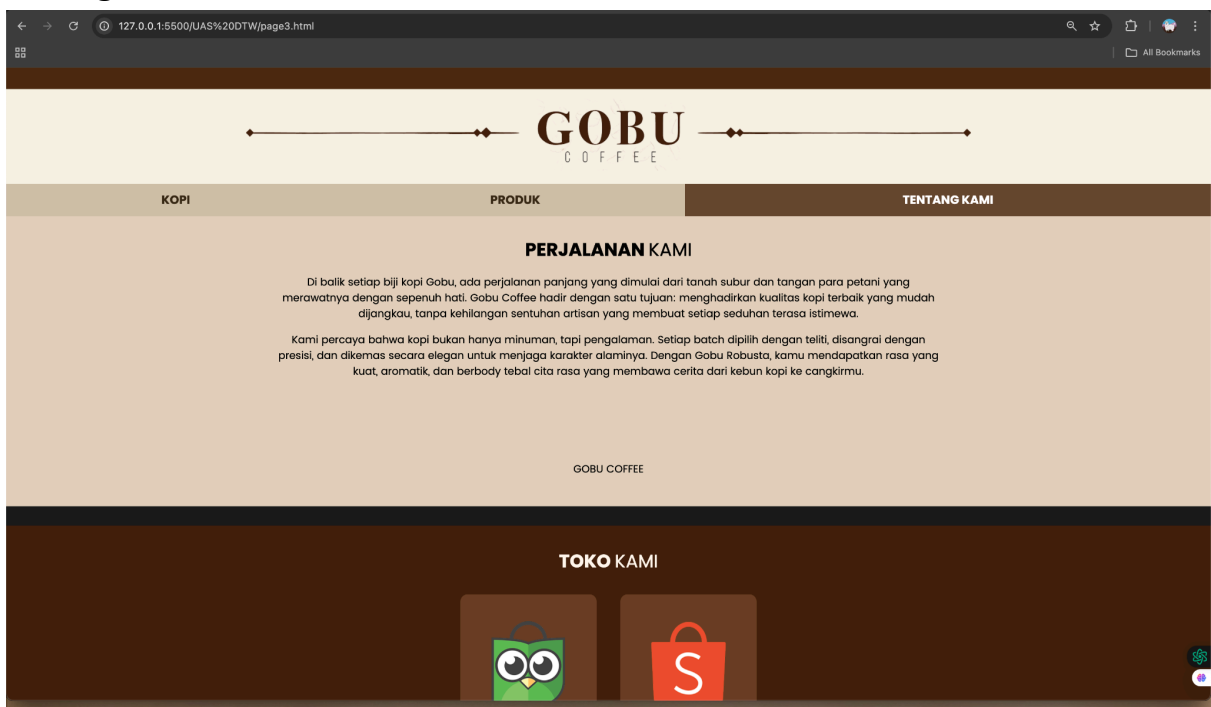 127.0.0.1:5500/UAS%20DTW/page3.html
All Bookmarks
GOBU
COFFEE
KOPI
PRODUK
TENTANG KAMI
PERJALANAN KAMI
Di balik setiap biji kopi Gobu, ada perjalanan panjang yang dimulai dari tanah subur dan tangan para petani yang
merawatnya dengan sepenuh hati. Gobu Coffee hadir dengan satu tujuan: menghadirkan kualitas kopi terbaik yang mudah
dijangkau, tanpa kehilangan sentuhan artisan yang membuat setiap seduhan terasa istimewa.
Kami percaya bahwa kopi bukan hanya minuman, tapi pengalaman. Setiap batch dipilih dengan teliti, disangrai dengan
presisi, dan dikemas secara elegan untuk menjaga karakter alaminya. Dengan Gobu Robusta, kamu mendapatkan rasa yang
kuat, aromatik, dan berbody tebal cita rasa yang membawa cerita dari kebun kopi ke cangkirmu.
GOBU COFFEE
TOKO KAMI
S